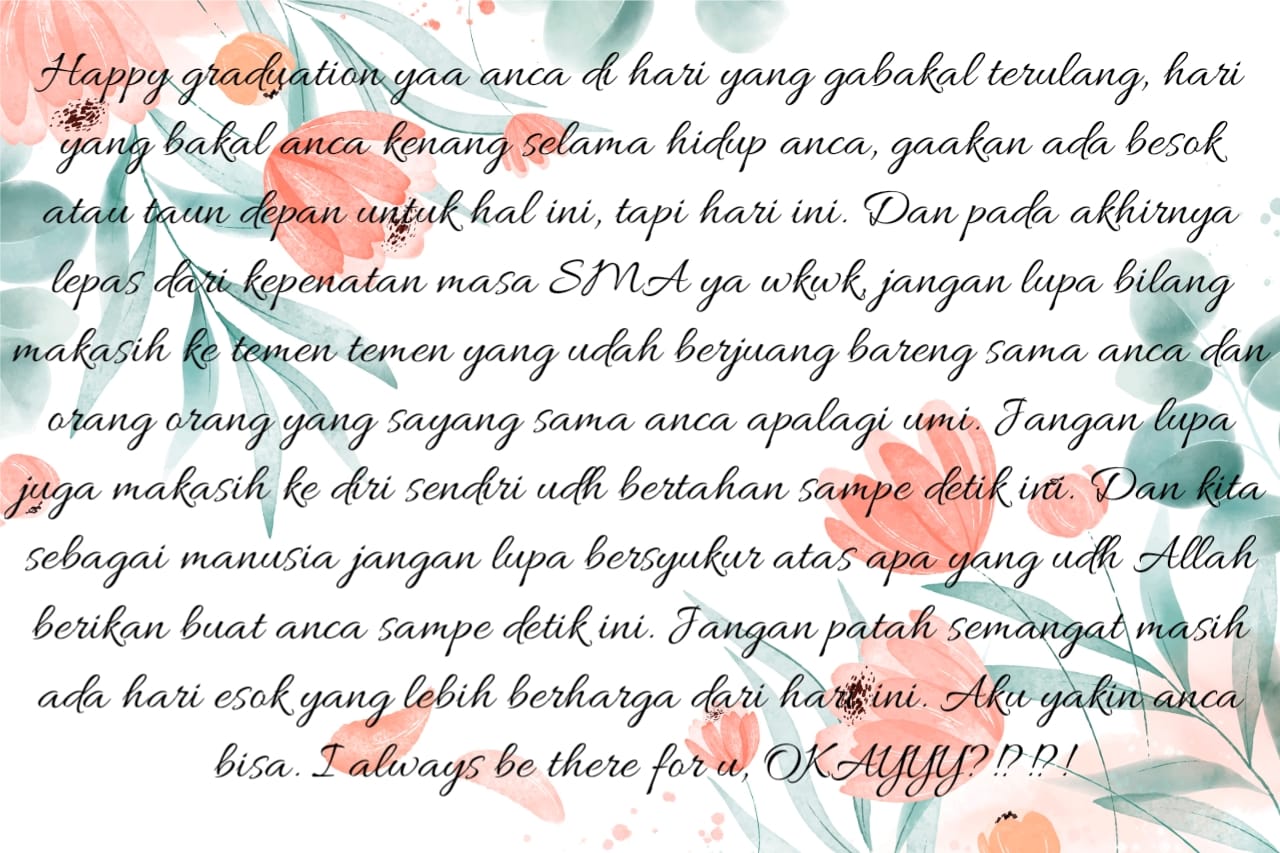 Happy graduation yaa anca di hari yang gabakal terulang, hari
yang bakal anca kenang selama hidup anca, gaakan ada besok
atau taun depan untuk hal ini, tapi hari ini. Dan pada akhirnya
lepas dari kepenatan masa SMA ya wkwk, jangan lupa bilang
makasih ke temen temen yang udah berjuang bareng sama anca dan
orang orang yang sayang sama anca apalagi umi. Jangan lupa
juga makasih ke diri sendiri udh bertahan sampe detik ini. Dan kita
sebagai manusia jangan lupa bersyukur atas apa yang udh Allah
berikan buat anca sampe detik ini. Jangan patah semangat masih
ada hari esok yang lebih berharga dari hari ini. Aku yakin anca
bisa. I always be there for u, OKAYYY?!?!?!